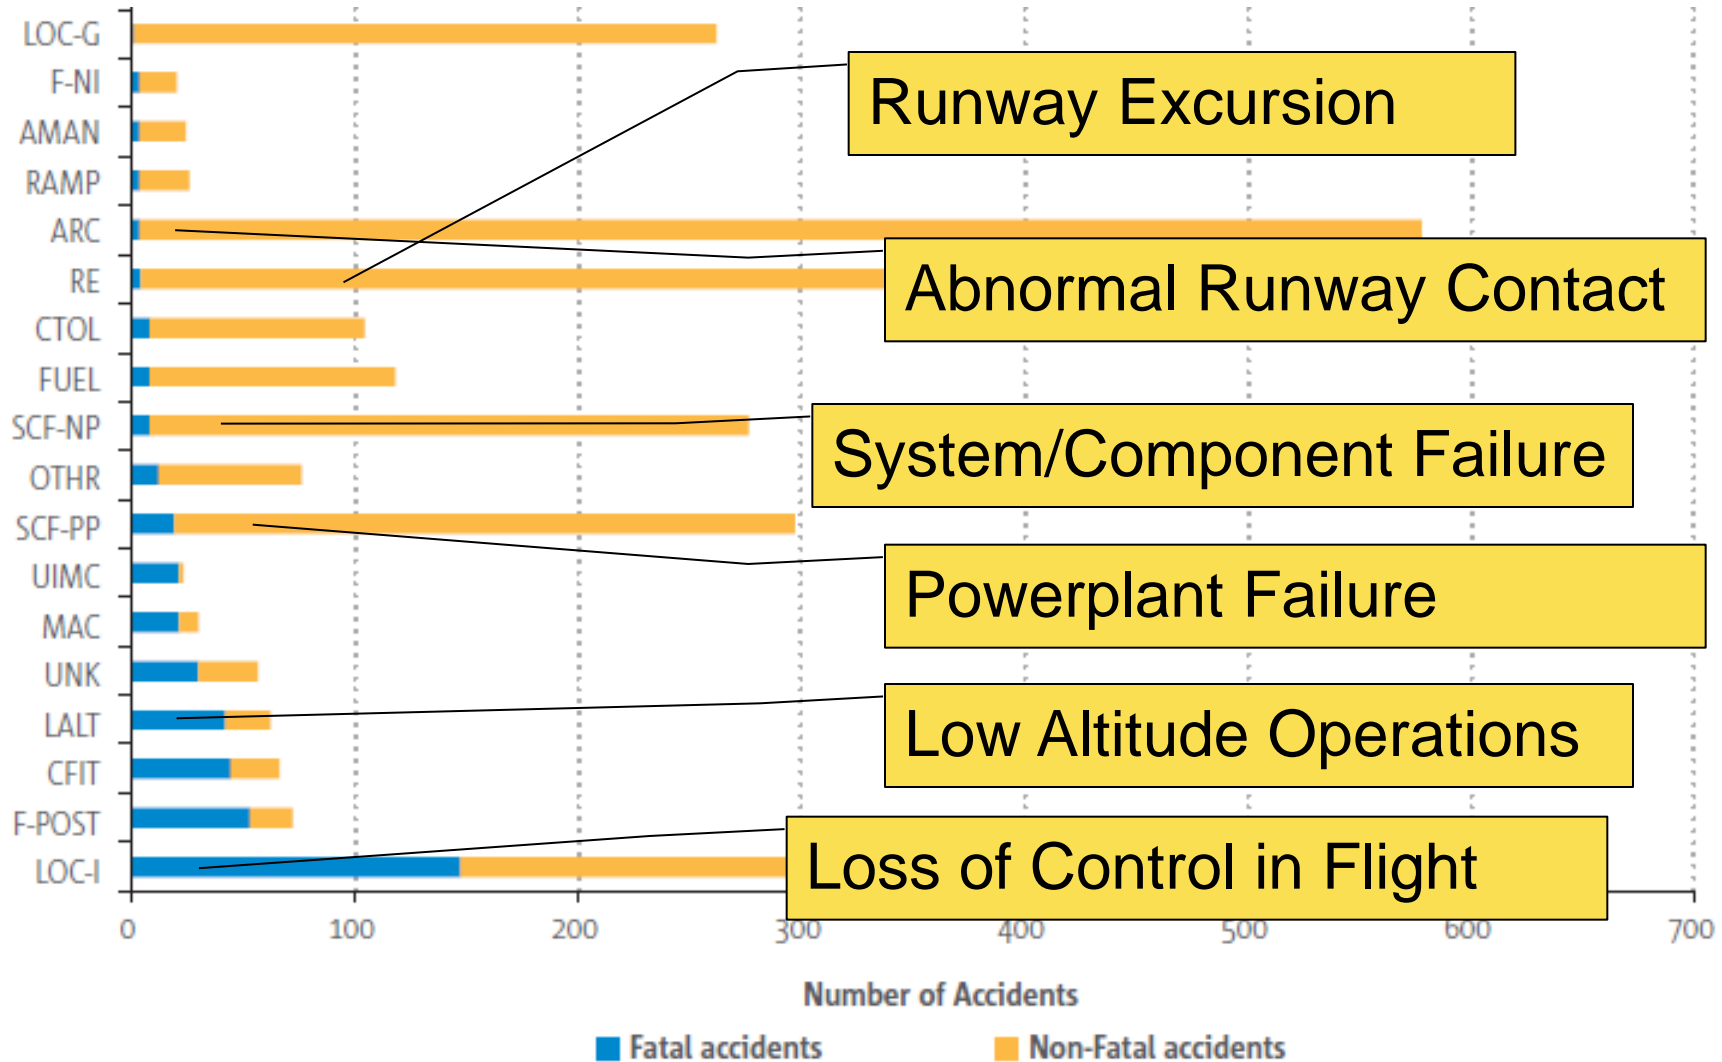 LOC-G
F-NI
AMAN
RAMP
ARC
RE
CTOL
FUEL
SCF-NP
OTHR
SCF-PP
UIMC
MAC
UNK
LALT
CFIT
F-POST
LOC-I
Runway Excursion
Abnormal Runway Contact
System/Component Failure
Powerplant Failure
Low Altitude Operations
Loss of Control in Flight
0 100 200 300 400 500 600 700
Number of Accidents
Fatal accidents Non-Fatal accidents